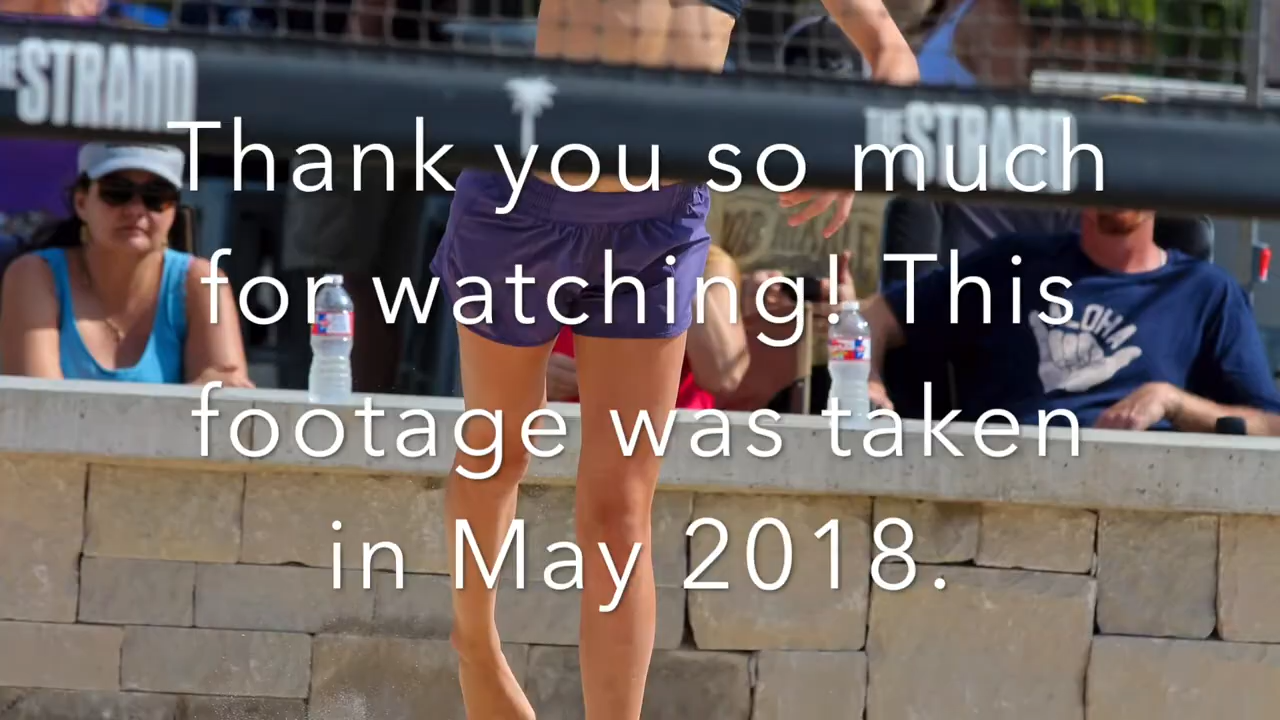 THE STRAND
THE STRAND
Thank you so much
for watching! This
footage was taken
in May 2018.
ALOHA